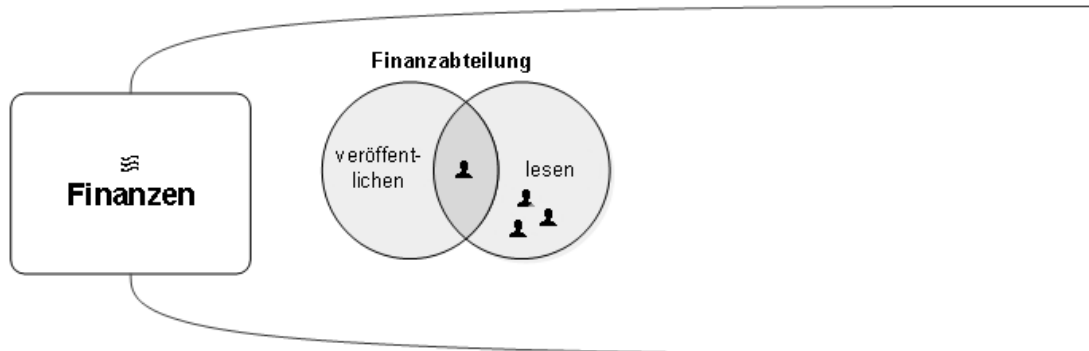 Finanzabteilung
Finanzen
veröffent-
lichen
lesen